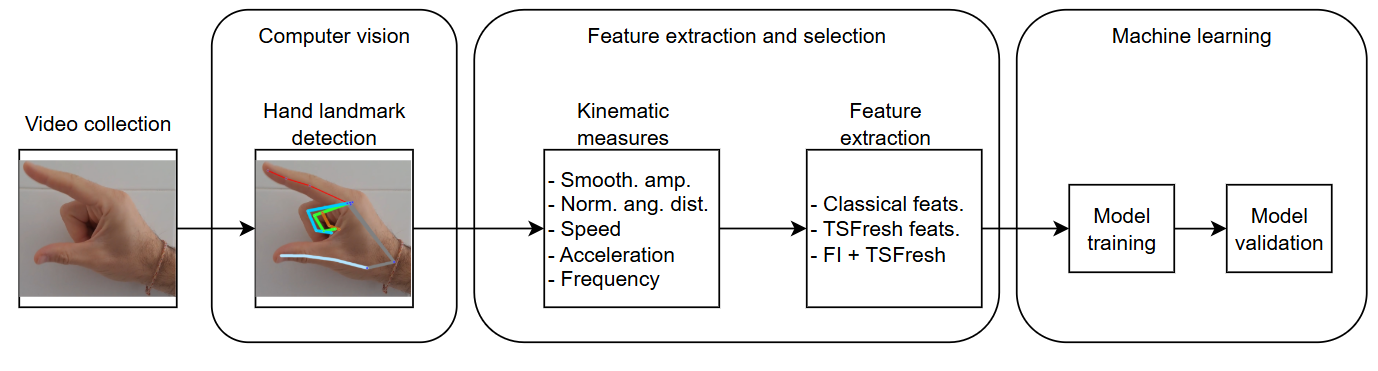 Computer vision
Feature extraction and selection
Machine learning
Video collection
Hand landmark
detection
Kinematic
measures
Feature
extraction
- Smooth. amp.
- Norm. ang. dist.
- Speed
- Acceleration
- Frequency
- Classical feats.
- TSFresh feats.
- FI + TSFresh
Model
training
Model
validation